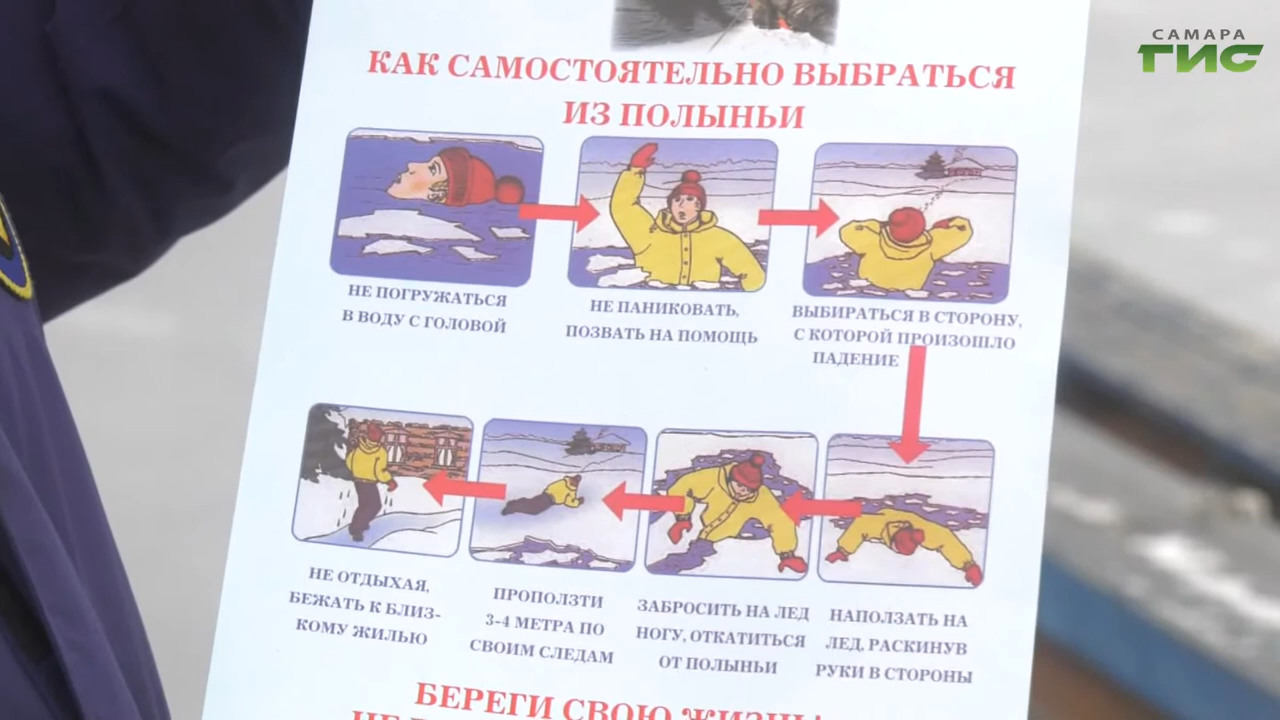 САМАРА
ГИС
КАК САМОСТОЯТЕЛЬНО ВЫБРАТЬСЯ
ИЗ ПОЛЫНЬИ
НЕ ПОГРУЖАТЬСЯ
В ВОДУ С ГОЛОВОЙ
НЕ ПАНИКОВАТЬ,
ПОЗВАТЬ НА ПОМОЩЬ
ВЫБИРАТЬСЯ В СТОРОНУ,
С КОТОРОЙ ПРОИЗОШЛО
ПАДЕНИЕ
НАПОЛЗАТЬ НА
ЛЕД, РАСКИНУВ
РУКИ В СТОРОНЫ
ЗАБРОСИТЬ НА ЛЕД
НОГУ, ОТКАТИТЬСЯ
ОТ ПОЛЫНЬИ
ПРОПОЛЗТИ
3-4 МЕТРА ПО
СВОИМ СЛЕДАМ
НЕ ОТДЫХАЯ,
БЕЖАТЬ К БЛИЗ-
КОМУ ЖИЛЬЮ
БЕРЕГИ СВОЮ ЖИЗНЬ!